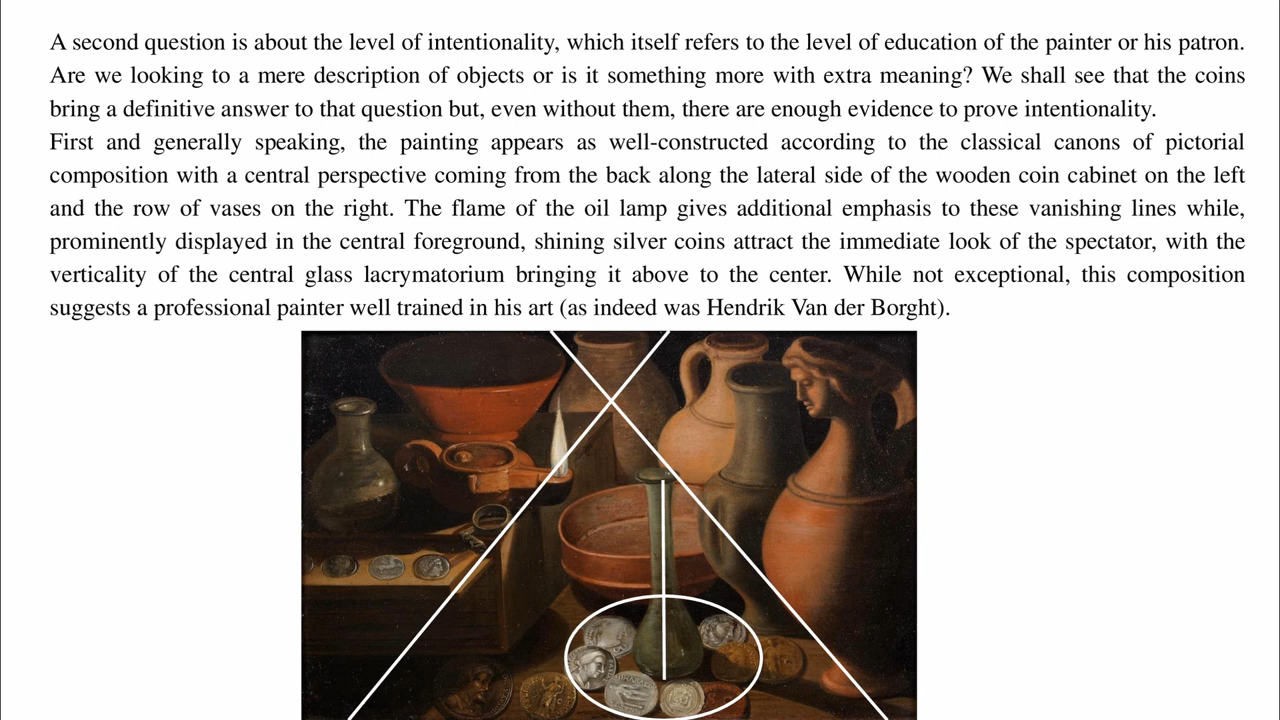 A second question is about the level of intentionality, which itself refers to the level of education of the painter or his patron.
Are we looking to a mere description of objects or is it something more with extra meaning? We shall see that the coins
bring a definitive answer to that question but, even without them, there are enough evidence to prove intentionality.
First and generally speaking, the painting appears as well-constructed according to the classical canons of pictorial
composition with a central perspective coming from the back along the lateral side of the wooden coin cabinet on the left
and the row of vases on the right. The flame of the oil lamp gives additional emphasis to these vanishing lines while,
prominently displayed in the central foreground, shining silver coins attract the immediate look of the spectator, with the
verticality of the central glass lacrymatorium bringing it above to the center. While not exceptional, this composition
suggests a professional painter well trained in his art (as indeed was Hendrik Van der Borght).